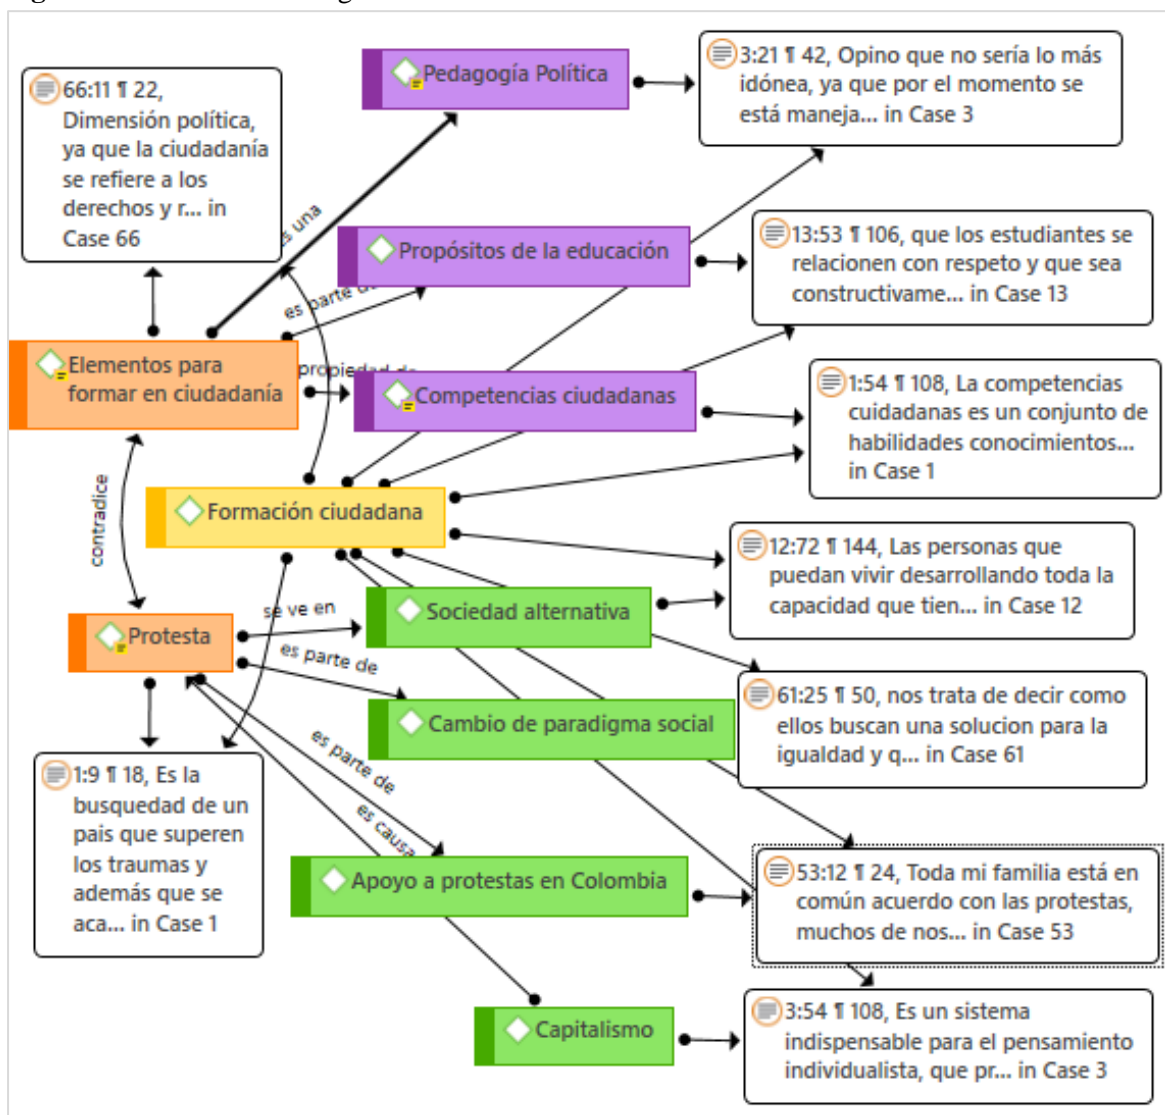 Pedagogía Política
3:21 ¶ 42, Opino que no sería lo más
idónea, ya que por el momento se
está maneja... in Case 3
66:11 ¶ 22,
Dimensión política,
ya que la ciudadanía
se refiere a los
derechos y r... in
Case 66
una
Propósitos de la educación
13:53 ¶ 106, que los estudiantes se
relacionen con respeto y que sea
constructivame... in Case 13
es parte de
Elementos para
formar en ciudadanía
propiedad de
Competencias ciudadanas
1:54 ¶ 108, La competencias
cuidadanas es un conjunto de
habilidades conocimientos...
in Case 1
contradice
Formación ciudadana
12:72 ¶ 144, Las personas que
puedan vivir desarrollando toda la
capacidad que tien... in Case 12
se ve en
Sociedad alternativa
Protesta
es parte de
61:25 ¶ 50, nos trata de decir como
ellos buscan una solucion para la
igualdad y q... in Case 61
Cambio de paradigma social
es parte de
1:9 ¶ 18, Es la
busquedad de un
pais que superen
los traumas y
además que se
aca... in Case 1
es causa
Apoyo a protestas en Colombia
53:12 ¶ 24, Toda mi familia está en
común acuerdo con las protestas,
muchos de nos... in Case 53
Capitalismo
3:54 ¶ 108, Es un sistema
indispensable para el pensamiento
individualista, que pr... in Case 3